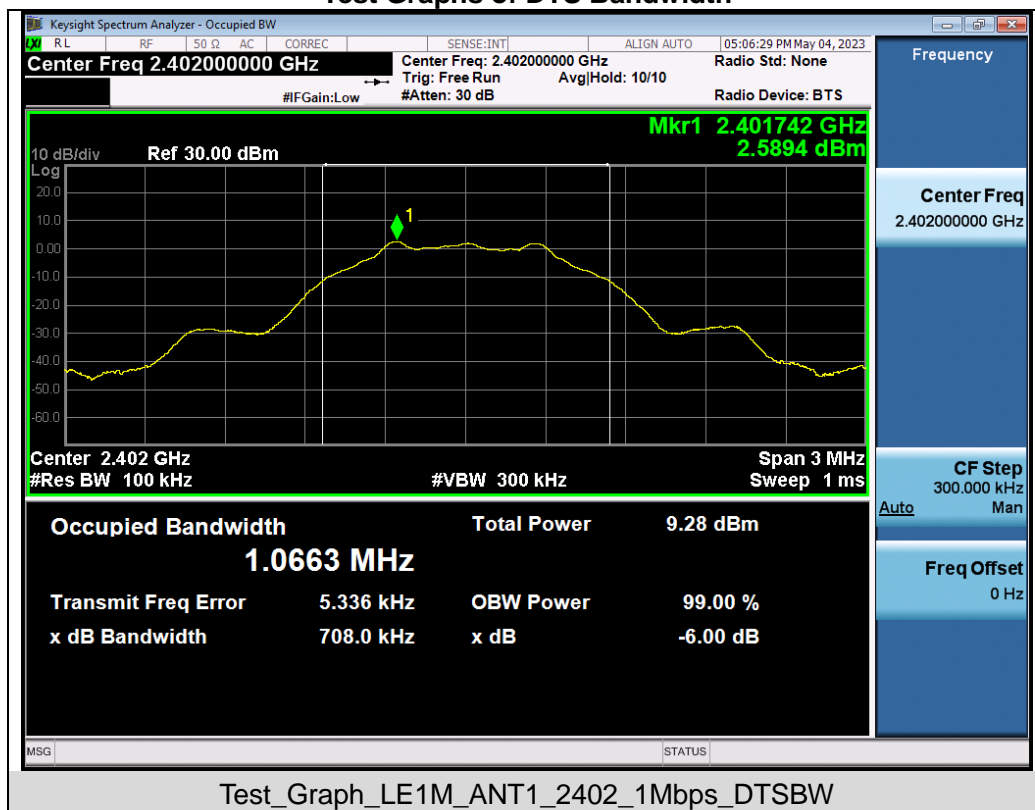 Test Graphs of DTS Bandwidth
Keysight Spectrum Analyzer - Occupied BW
LXI RL RF 50 Ω AC CORREC SENSE:INT ALIGN AUTO 05:06:29 PM May 04, 2023
Center Freq 2.402000000 GHz
Center Freq: 2.402000000 GHz
Radio Std: None
Trig: Free Run Avg|Hold: 10/10
#IFGain:Low
#Atten: 30 dB
Radio Device: BTS
Frequency
Mkr1 2.401742 GHz
2.5894 dBm
10 dB/div Ref 30.00 dBm
Log
20.0
10.0
0.00
-10.0
-20.0
-30.0
-40.0
-50.0
-60.0
1
Center 2.402 GHz Span 3 MHz
#Res BW 100 kHz #VBW 300 kHz Sweep 1 ms
Center Freq
2.402000000 GHz
CF Step
300.000 kHz
Auto Man
Freq Offset
0 Hz
Occupied Bandwidth Total Power 9.28 dBm
1.0663 MHz
Transmit Freq Error 5.336 kHz OBW Power 99.00 %
x dB Bandwidth 708.0 kHz x dB -6.00 dB
MSG STATUS
Test_Graph_LE1M_ANT1_2402_1Mbps_DTSBW